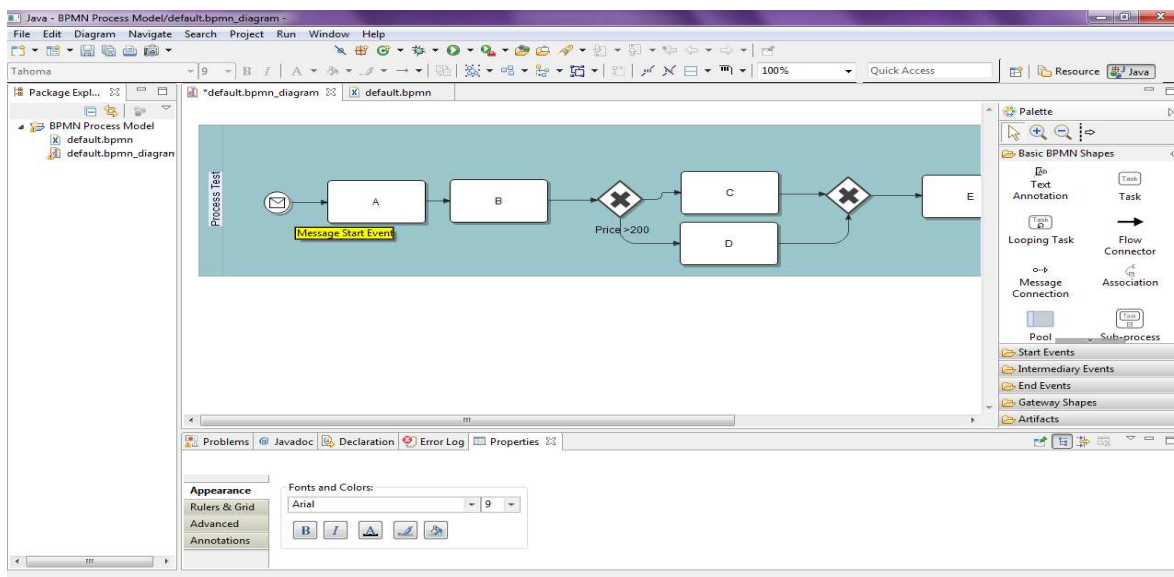 Java - BPMN Process Model/default.bpmn_diagram -
File Edit Diagram Navigate Search Project Run Window Help
Tahoma 9 B I A 100% Quick Access Resource Java
Package Expl...
BPMN Process Model
default.bpmn
default.bpmn_diagran
*default.bpmn_diagram default.bpmn
Process Test
A
Message Start Event
B
Price >200
C
D
E
Palette
Basic BPMN Shapes
Text Annotation
Task
Looping Task
Flow Connector
Message Connection
Association
Pool
Sub-process
Start Events
Intermediary Events
End Events
Gateway Shapes
Artifacts
Problems @ Javadoc Declaration Error Log Properties
Appearance
Rulers & Grid
Advanced
Annotations
Fonts and Colors:
Arial 9
B I A